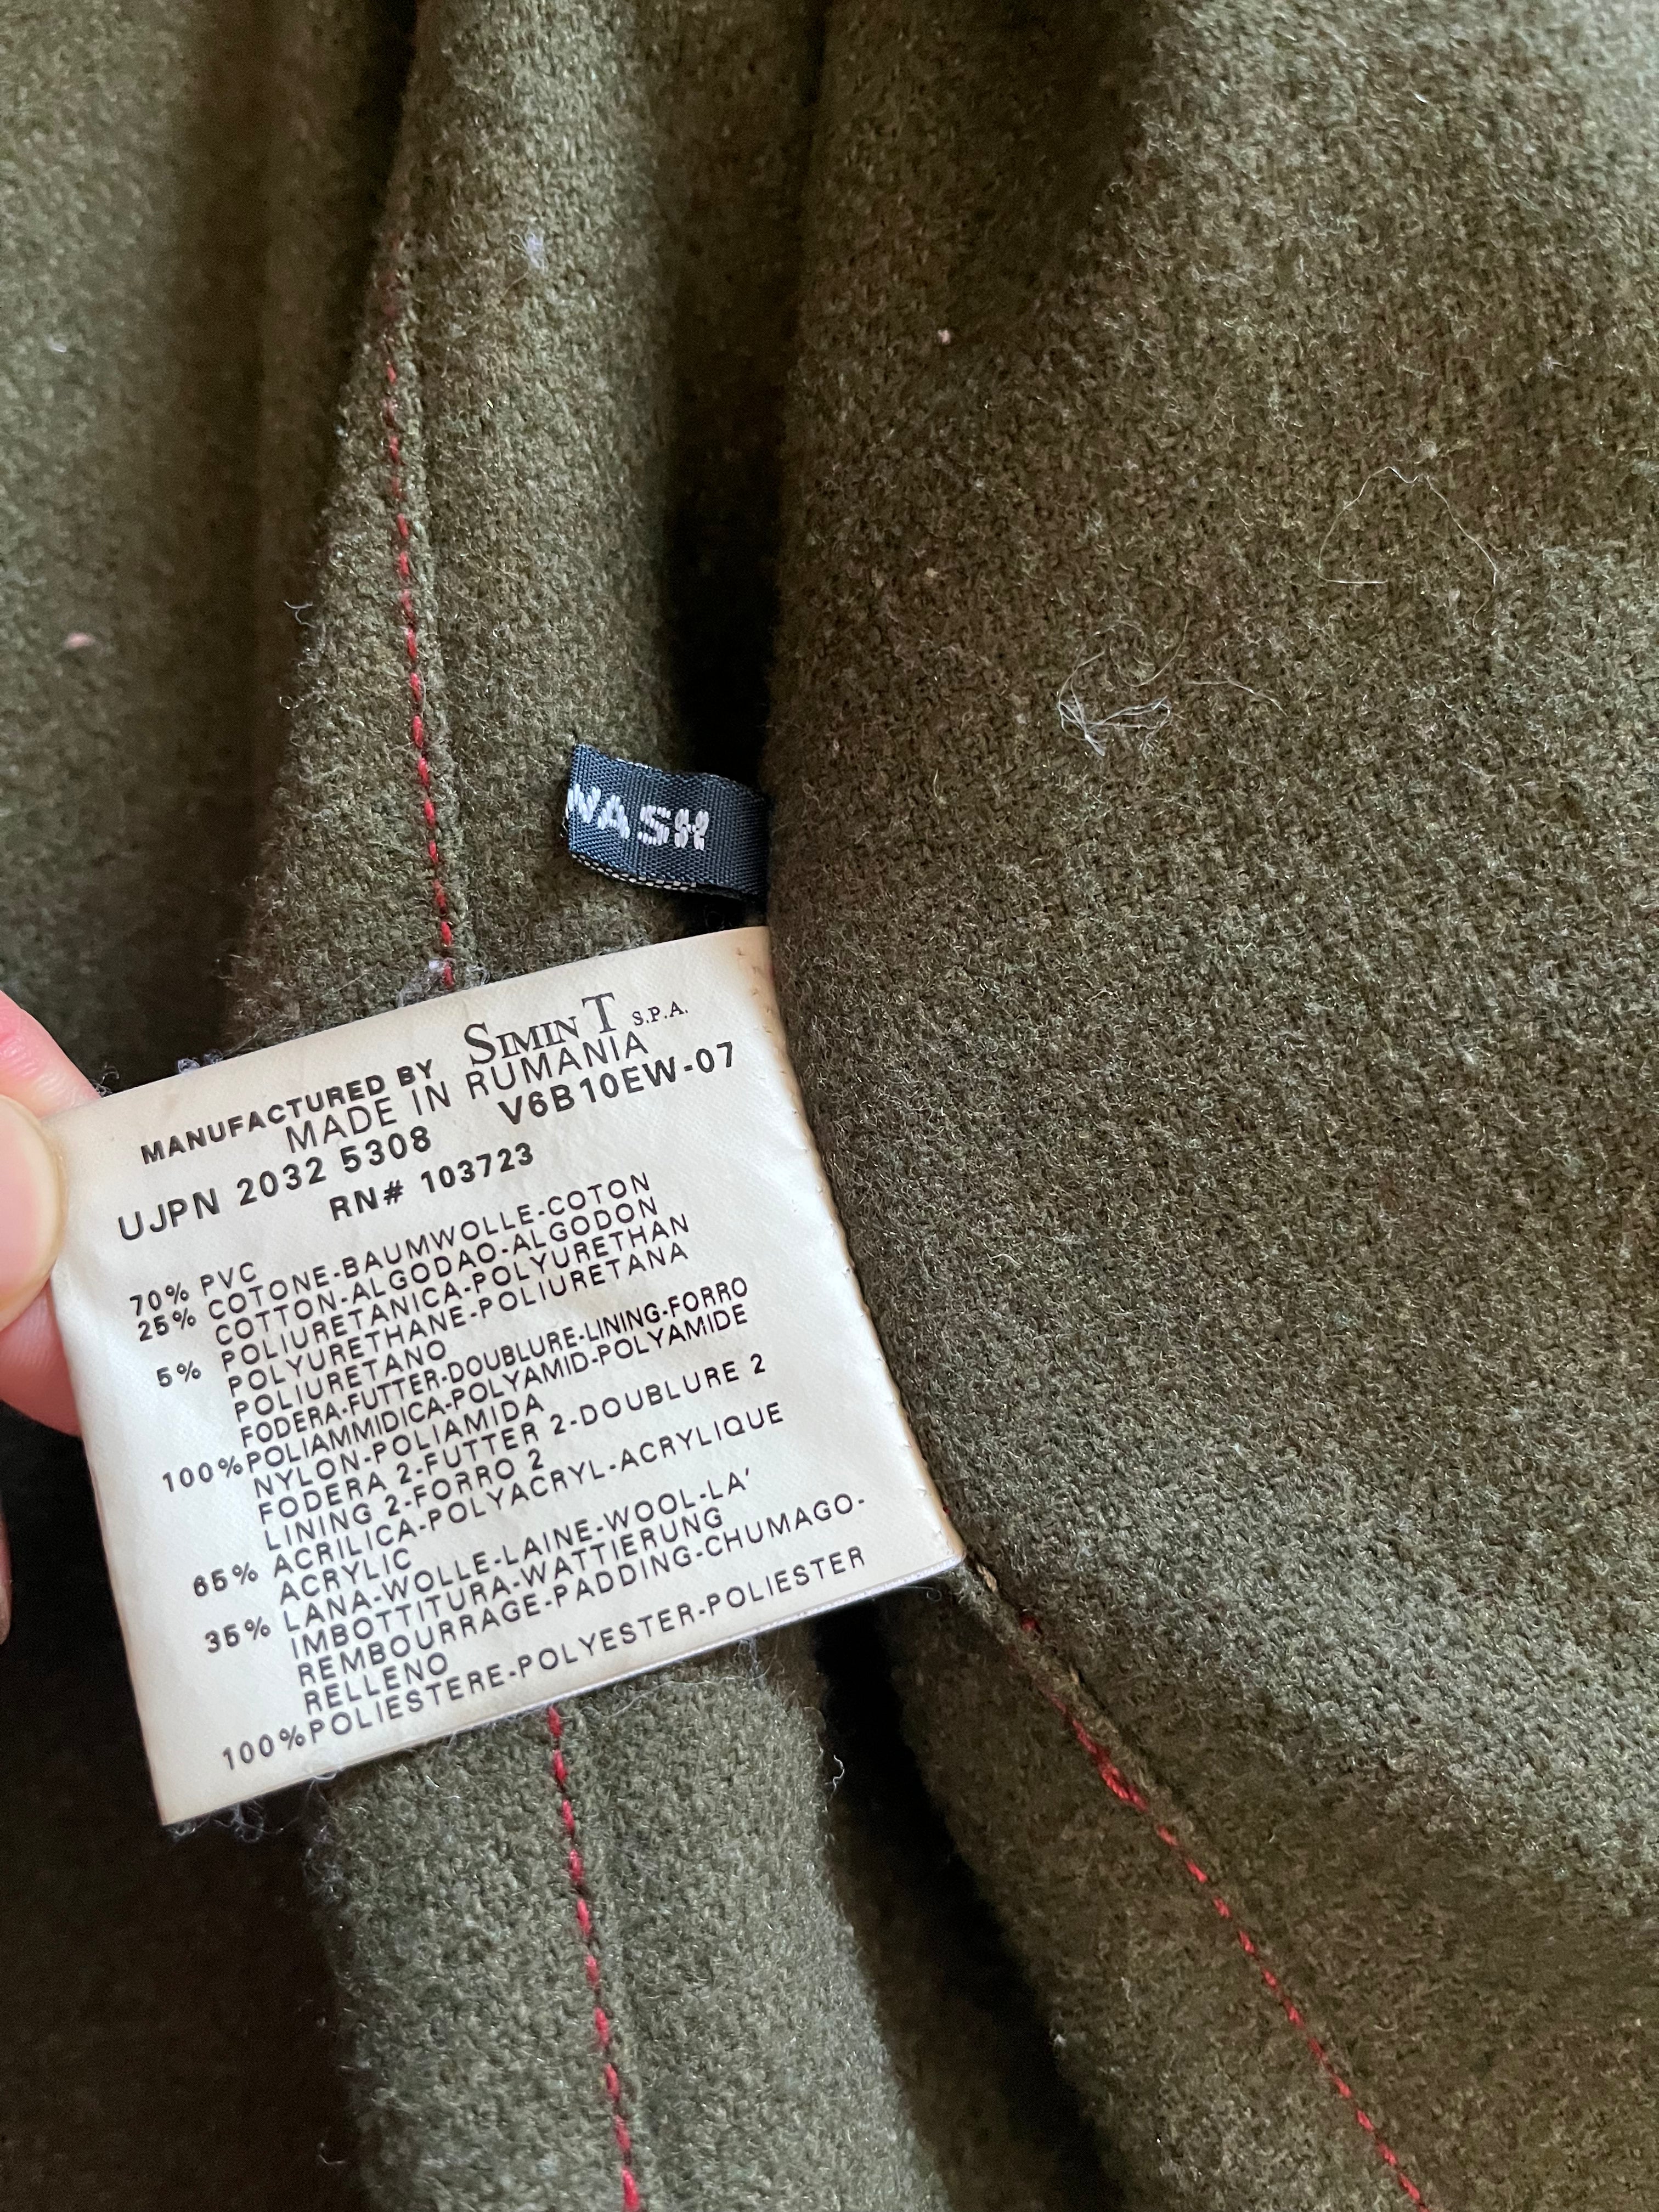 WASH
MANUFACTURED BY SIMINT S.P.A.
MADE IN RUMANIA
UJPN 2032 5308 V6B10EW-07
RN# 103723
70% PVC
25% COTONE-BAUMWOLLE-COTON
COTTON-ALGODAO-ALGODON
5% POLIURETANICA-POLYURETHAN
POLYURETHANE-POLIURETANA
POLIURETANO
FODERA-FUTTER-DOUBLURE-LINING-FORRO
100% POLIAMMIDICA-POLYAMID-POLYAMIDE
NYLON-POLIAMIDA
FODERA 2-FUTTER 2-DOUBLURE 2
LINING 2-FORRO 2
65% ACRILICA-POLYACRYL-ACRYLIQUE
ACRYLIC
35% LANA-WOLLE-LAINE-WOOL-LA'
IMBOTTITURA-WATTIERUNG
REMBOURRAGE-PADDING-CHUMAGO-
RELLENO
100% POLIESTERE-POLYESTER-POLIESTER